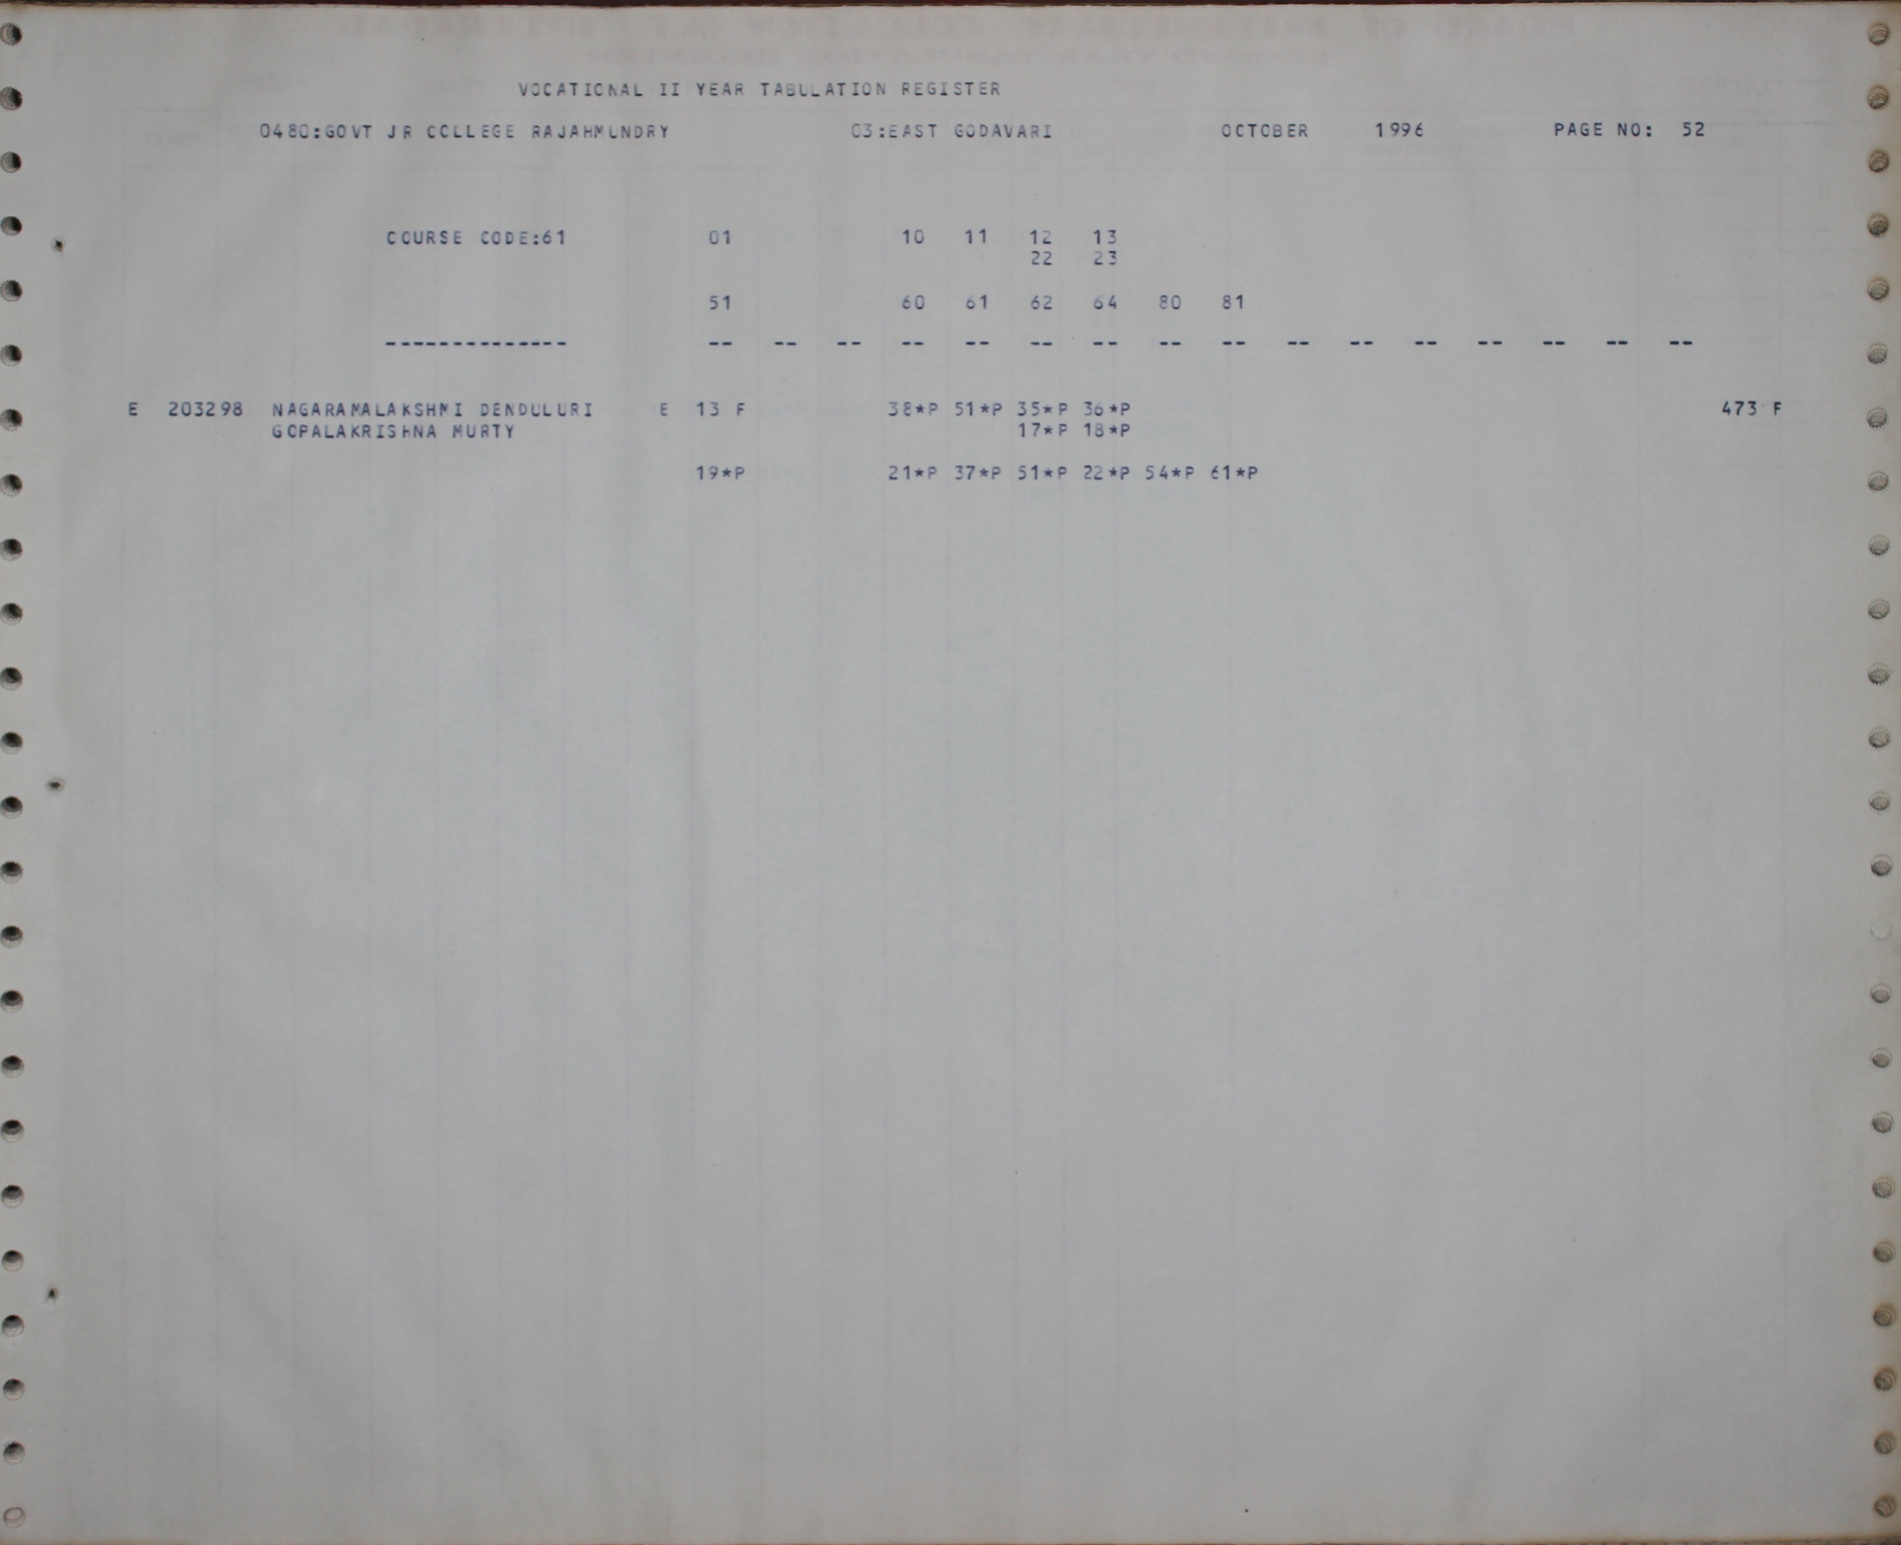 VOCATIONAL II YEAR TABULATION REGISTER
0480:GOVT JR COLLEGE RAJAHMUNDRY 03:EAST GODAVARI OCTOBER 1996 PAGE NO: 52
COURSE CODE:61 01 10 11 12 13
22 23
51 60 61 62 64 80 81
-------------- -- -- -- -- -- -- -- -- -- -- -- -- -- -- -- --
E 203298 NAGARAMALAKSHMI DENDULURI E 13 F 38*P 51*P 35*P 36*P 473 F
GOPALAKRISHNA MURTY 17*P 18*P
19*P 21*P 37*P 51*P 22*P 54*P 61*P